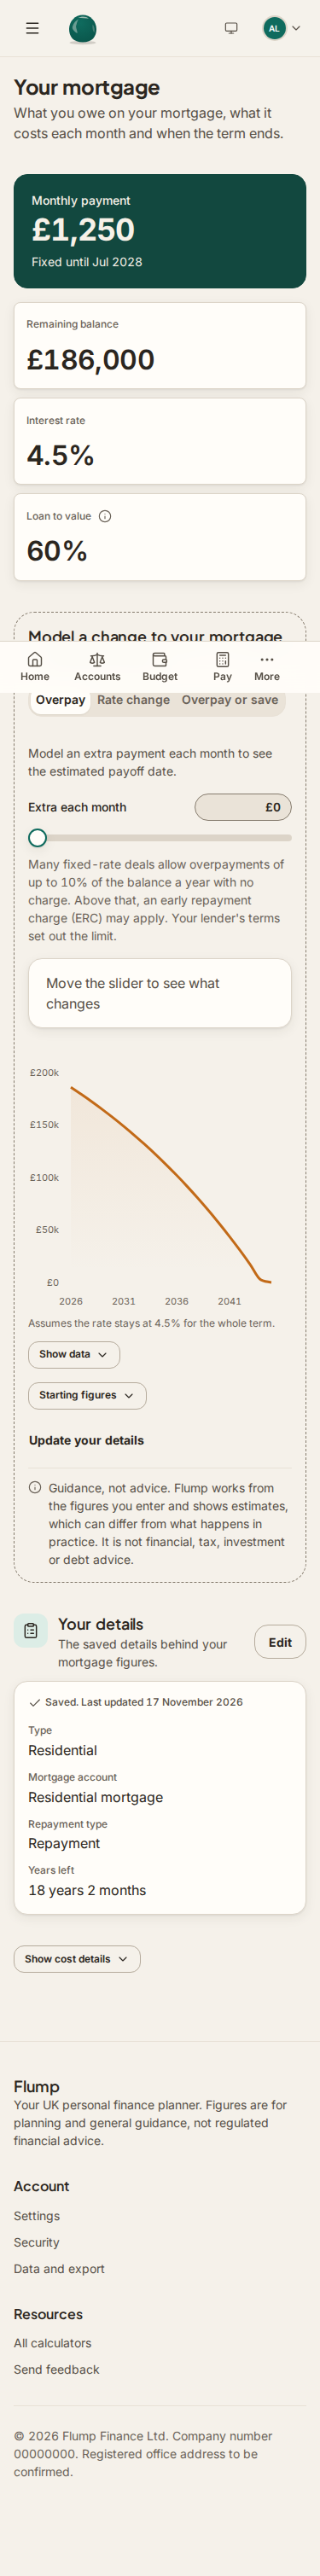 AL
Your mortgage
What you owe on your mortgage, what it
costs each month and when the term ends.
Monthly payment
£1,250
Fixed until Jul 2028
Remaining balance
£186,000
Interest rate
4.5%
Loan to value
60%
Model a change to your mortgage
Home
Accounts
Budget
Pay
More
Overpay
Rate change
Overpay or save
Model an extra payment each month to see
the estimated payoff date.
Extra each month
£0
Many fixed-rate deals allow overpayments of
up to 10% of the balance a year with no
charge. Above that, an early repayment
charge (ERC) may apply. Your lender's terms
set out the limit.
Move the slider to see what
changes
£200k
£150k
£100k
£50k
£0
2026
2031
2036
2041
Assumes the rate stays at 4.5% for the whole term.
Show data
Starting figures
Update your details
Guidance, not advice. Flump works from
the figures you enter and shows estimates,
which can differ from what happens in
practice. It is not financial, tax, investment
or debt advice.
Your details
The saved details behind your
mortgage figures.
Edit
Saved. Last updated 17 November 2026
Type
Residential
Mortgage account
Residential mortgage
Repayment type
Repayment
Years left
18 years 2 months
Show cost details
Flump
Your UK personal finance planner. Figures are for
planning and general guidance, not regulated
financial advice.
Account
Settings
Security
Data and export
Resources
All calculators
Send feedback
© 2026 Flump Finance Ltd. Company number
00000000. Registered office address to be
confirmed.